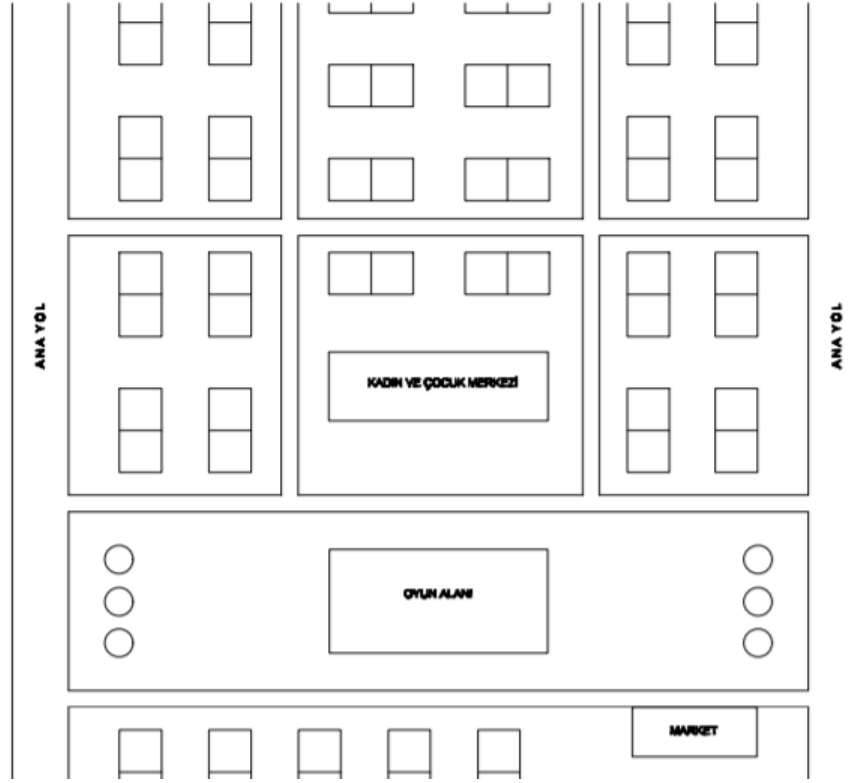 ANA YOL
ANA YOL
KADIN VE ÇOCUK MERKEZİ
OYUN ALANI
MARKET